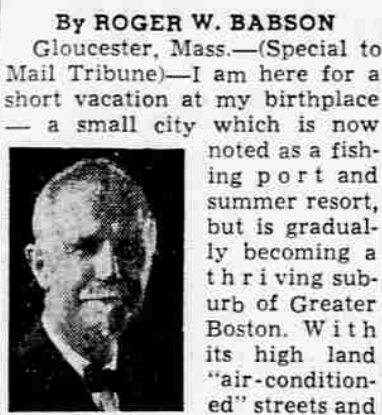 By ROGER W. BABSON
Gloucester, Mass.—(Special to
Mail Tribune)—I am here for a
short vacation at my birthplace
— a small city which is now
noted as a fish-
ing port and
summer resort,
but is gradual-
ly becoming a
thriving sub-
urb of Greater
Boston. With
its high land
"air-condition-
ed" streets and